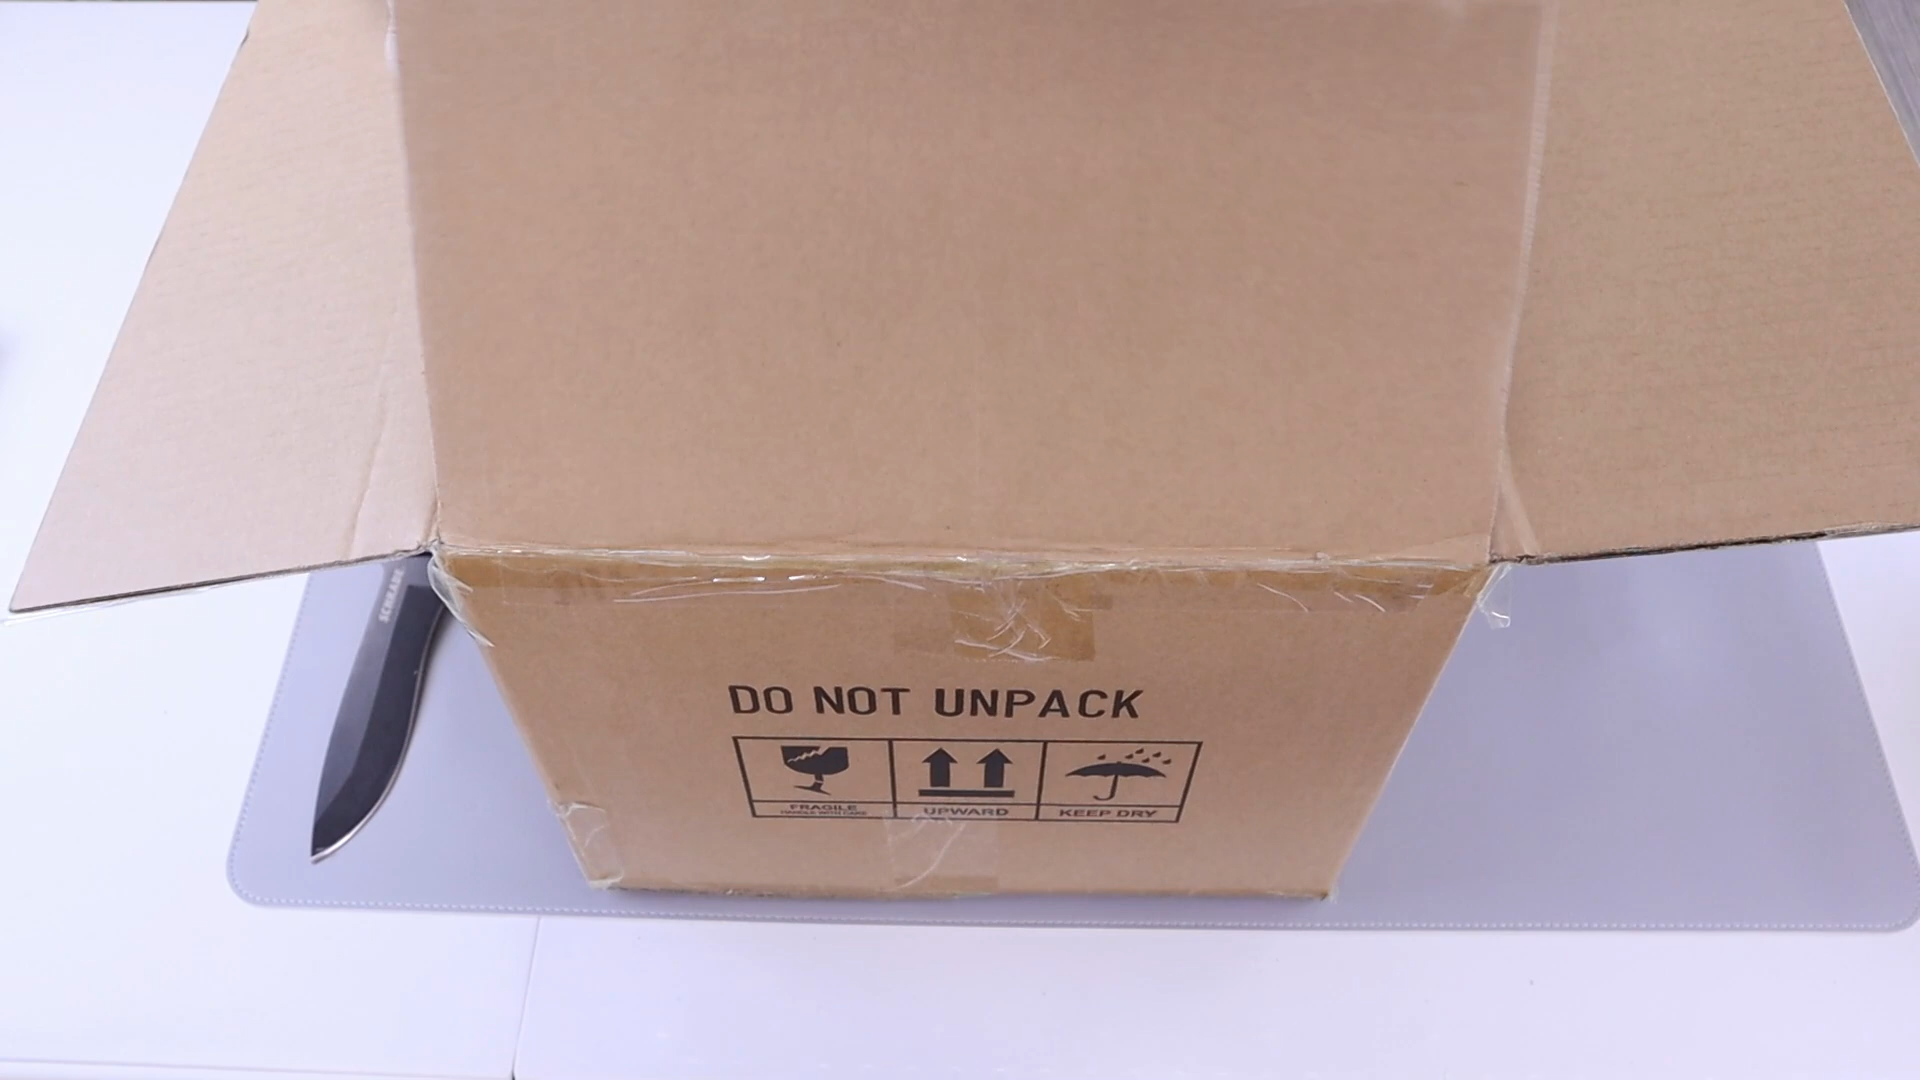 SCHRADE
DO NOT UNPACK
FRAGILE
HANDLE WITH CARE
UPWARD
KEEP DRY